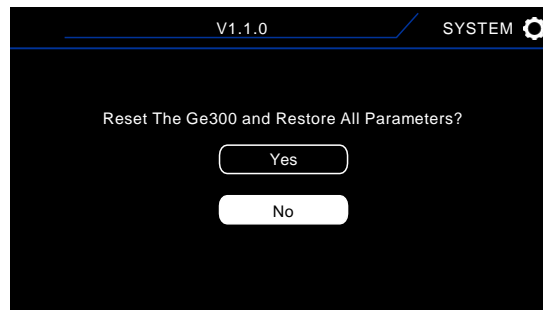 V1.1.0 SYSTEM
Reset The Ge300 and Restore All Parameters?
Yes
No